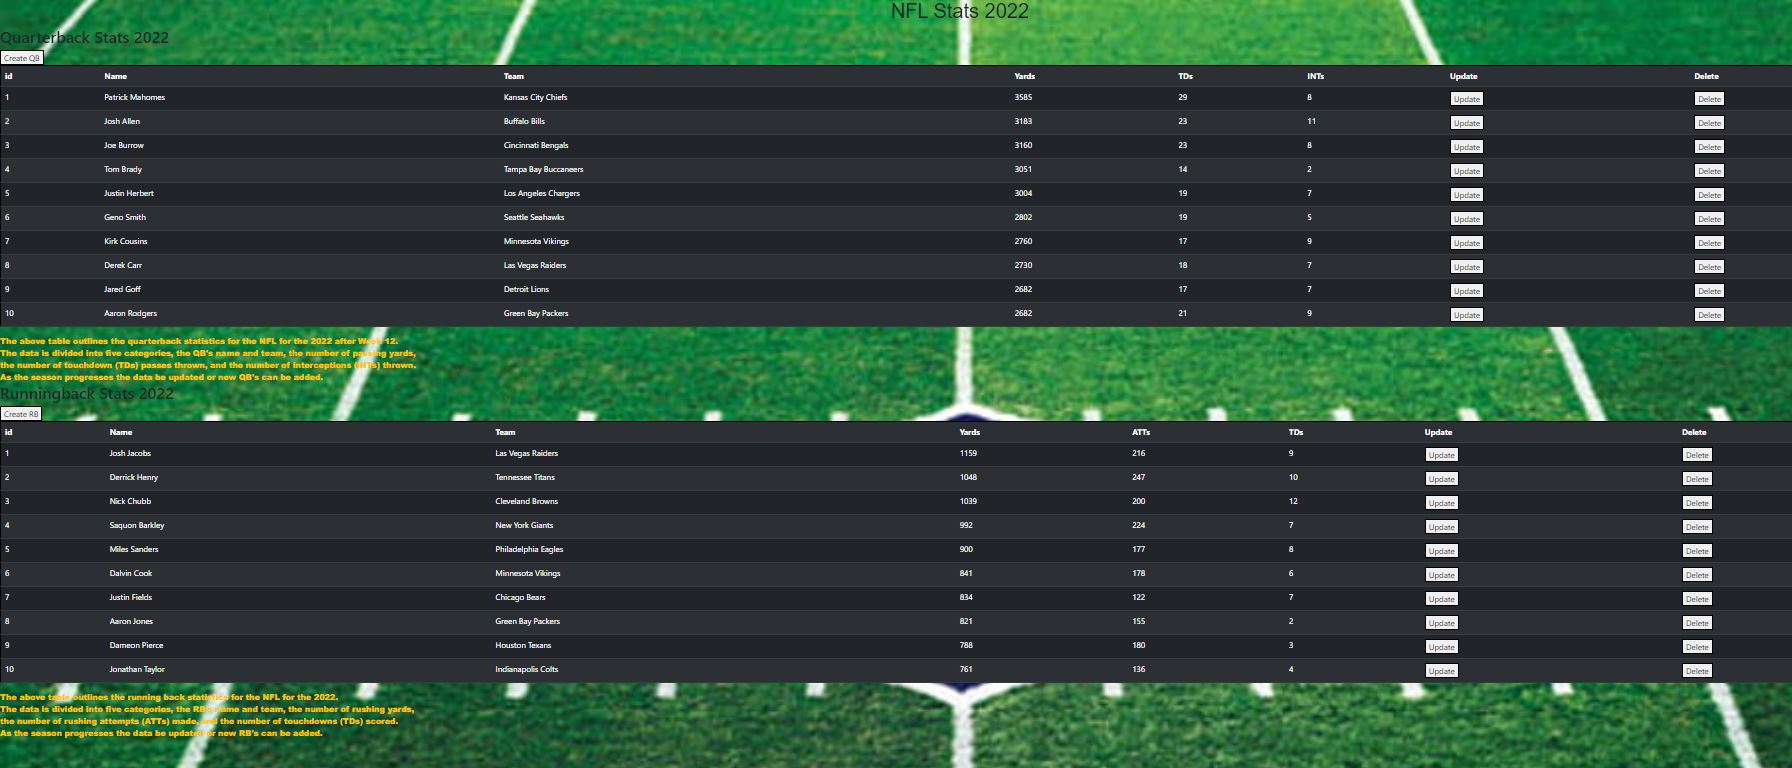 NFL Stats 2022
Quarterback Stats 2022
Create QB
id Name Team Yards TDs INTs Update Delete
1 Patrick Mahomes Kansas City Chiefs 3585 29 8 Update Delete
2 Josh Allen Buffalo Bills 3183 23 11 Update Delete
3 Joe Burrow Cincinnati Bengals 3160 23 8 Update Delete
4 Tom Brady Tampa Bay Buccaneers 3051 14 2 Update Delete
5 Justin Herbert Los Angeles Chargers 3004 19 7 Update Delete
6 Geno Smith Seattle Seahawks 2802 19 5 Update Delete
7 Kirk Cousins Minnesota Vikings 2760 17 9 Update Delete
8 Derek Carr Las Vegas Raiders 2730 18 7 Update Delete
9 Jared Goff Detroit Lions 2682 17 7 Update Delete
10 Aaron Rodgers Green Bay Packers 2682 21 9 Update Delete
The above table outlines the quarterback statistics for the NFL for the 2022 after Week 12.
The data is divided into five categories, the QB's name and team, the number of passing yards,
the number of touchdown (TDs) passes thrown, and the number of interceptions (INTs) thrown.
As the season progresses the data be updated or new QB's can be added.
Runningback Stats 2022
Create RB
id Name Team Yards ATTs TDs Update Delete
1 Josh Jacobs Las Vegas Raiders 1159 216 9 Update Delete
2 Derrick Henry Tennessee Titans 1048 247 10 Update Delete
3 Nick Chubb Cleveland Browns 1039 200 12 Update Delete
4 Saquon Barkley New York Giants 992 224 7 Update Delete
5 Miles Sanders Philadelphia Eagles 900 177 8 Update Delete
6 Dalvin Cook Minnesota Vikings 841 178 6 Update Delete
7 Justin Fields Chicago Bears 834 122 7 Update Delete
8 Aaron Jones Green Bay Packers 821 155 2 Update Delete
9 Dameon Pierce Houston Texans 788 180 3 Update Delete
10 Jonathan Taylor Indianapolis Colts 761 136 4 Update Delete
The above table outlines the running back statistics for the NFL for the 2022.
The data is divided into five categories, the RB's name and team, the number of rushing yards,
the number of rushing attempts (ATTs) made, and the number of touchdowns (TDs) scored.
As the season progresses the data be updated or new RB's can be added.